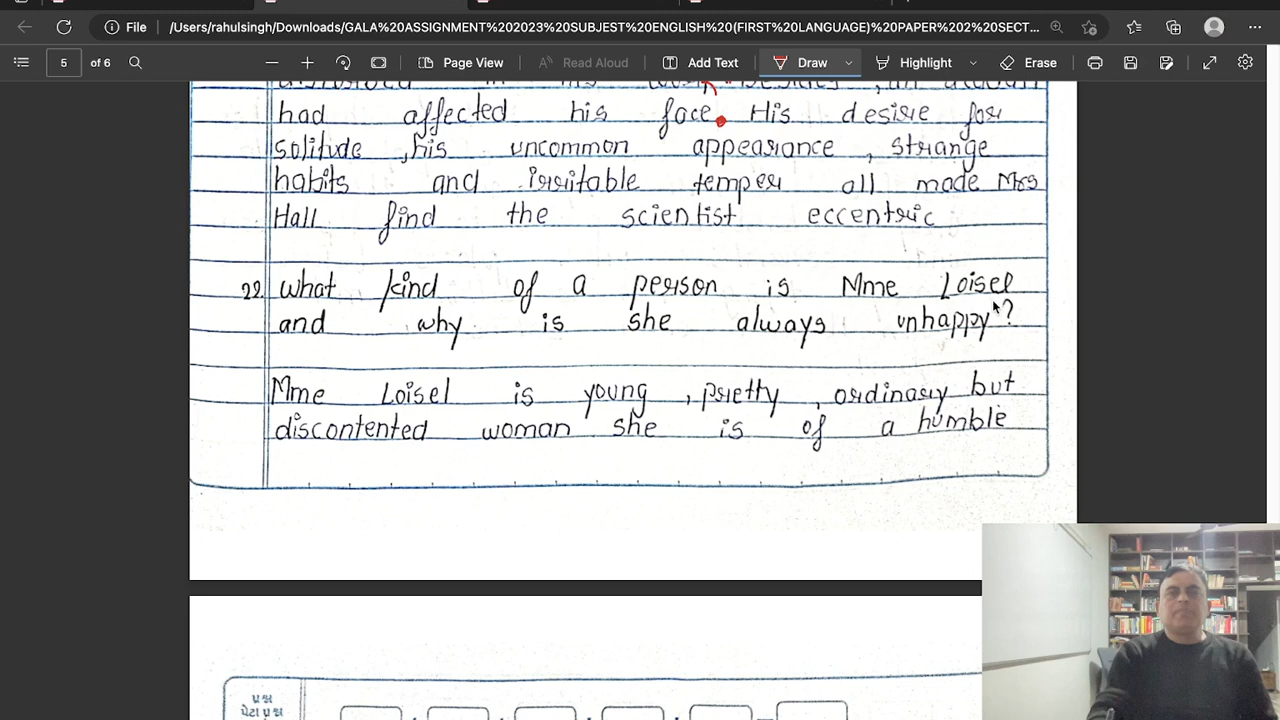 File /Users/rahulsingh/Downloads/GALA%20ASSIGNMENT%202023%20SUBJEST%20ENGLISH%20(FIRST%20LANGUAGE)%20PAPER%202%20SECT...
5 of 6 Page View Read Aloud Add Text Draw Highlight Erase
had affected his face. His desire for
solitude ,his uncommon appearance , strange
habits and irritable temper all made Mrs
Hall find the scientist eccentric
22. what kind of a person is Mme Loisel
and why is she always unhappy?
Mme Loisel is young ,pretty , ordinary but
discontented woman she is of a humble
પ્રશ્ન
પેટા પ્રશ્ન